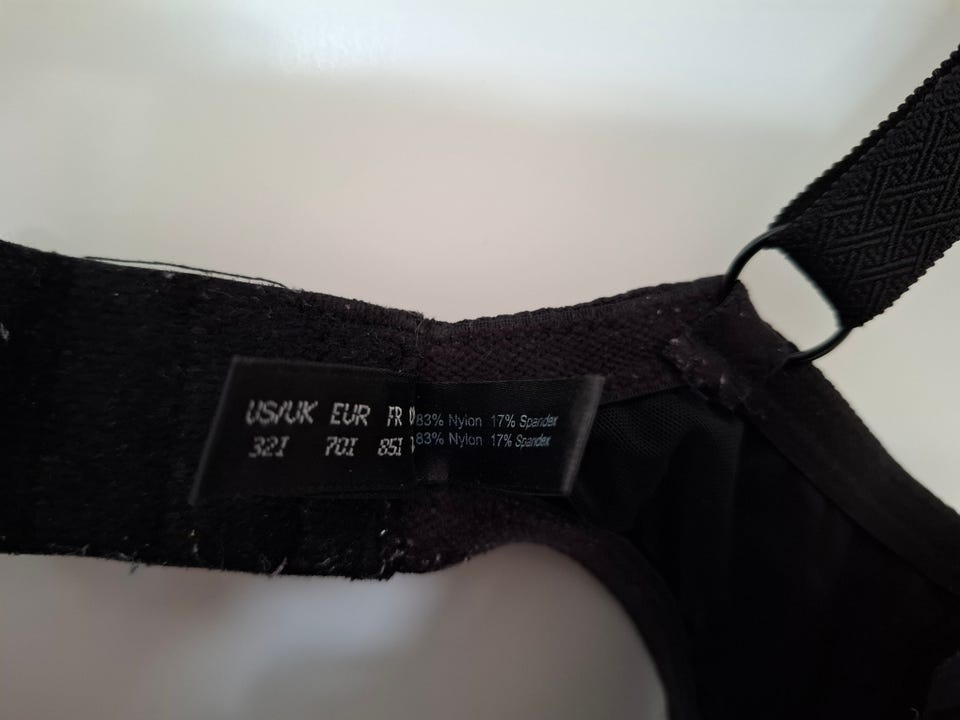 US/UK EUR FR
32I 70I 85I
83% Nylon 17% Spandex
83% Nylon 17% Spandex